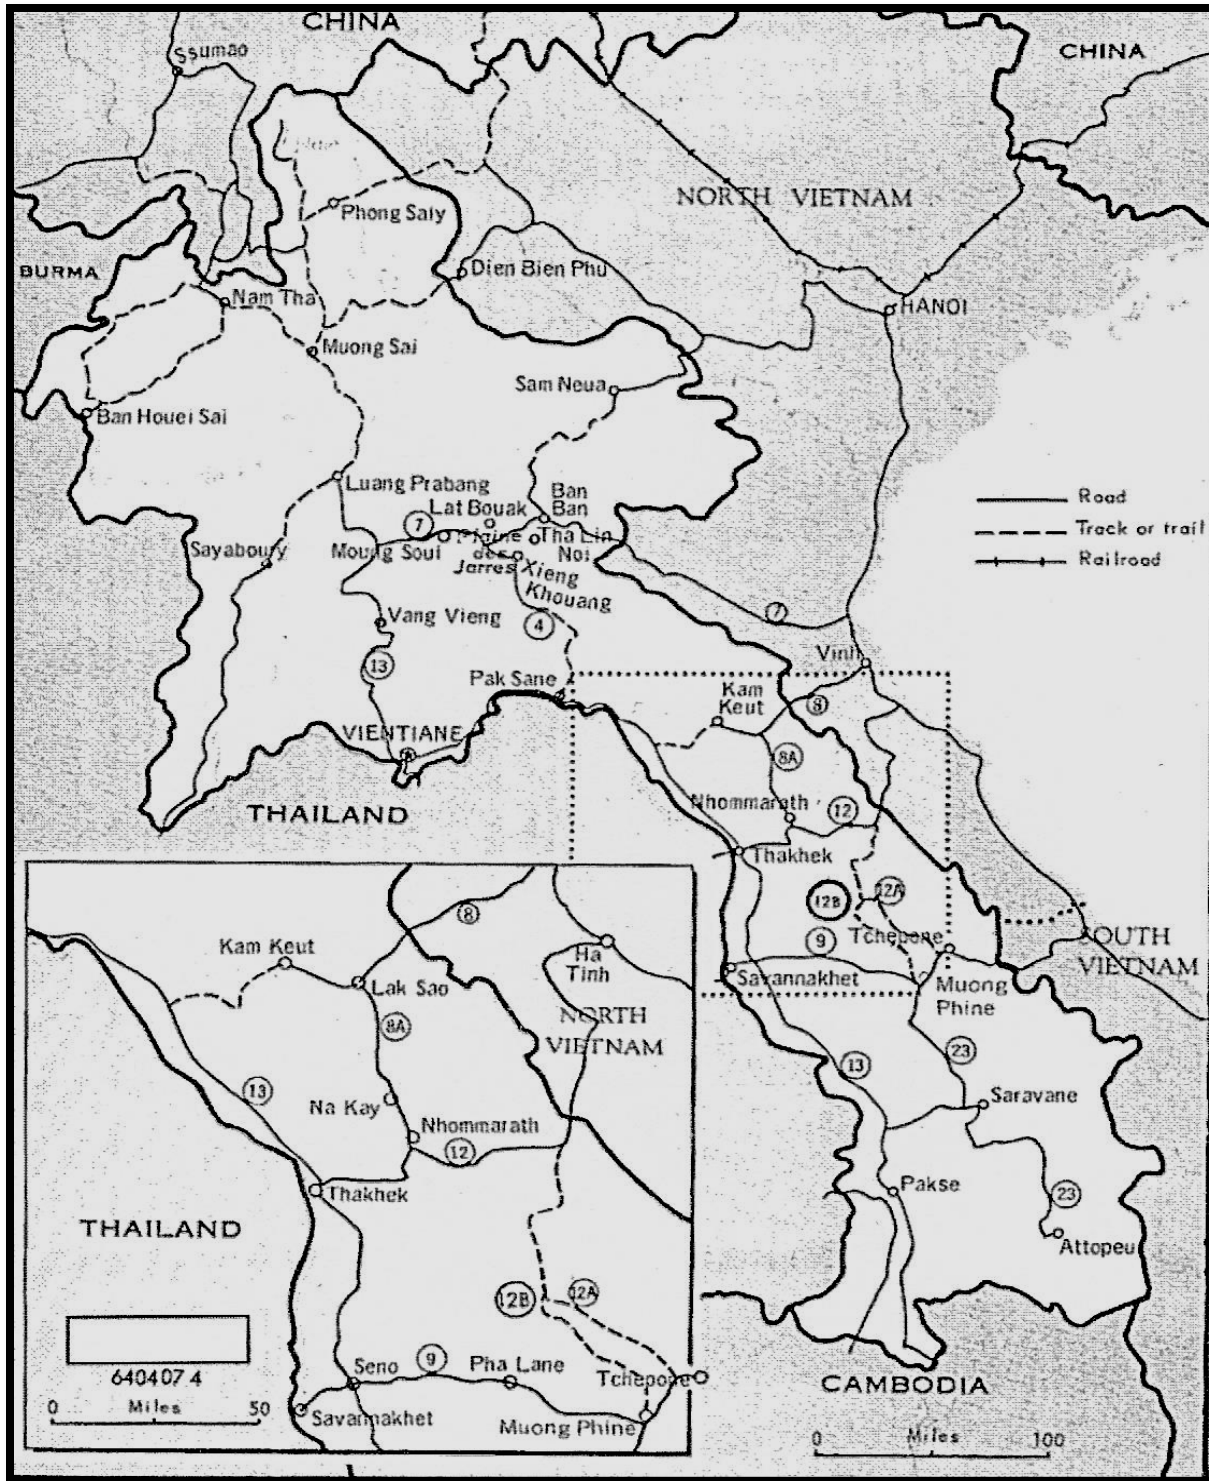 CHINA
CHINA
Ssumao
NORTH VIETNAM
Phong Saly
BURMA
Dien Bien Phu
Nam Tha
HANOI
Muong Sai
Sam Neua
Ban Houei Sai
Luang Prabang
Ban
Ban
Lat Bouak
7
Road
Track or trail
Railroad
Moung Soui
Plaine
des
Jarres
Tha Lin
Noi
Sayaboury
Xieng
Khouang
Vang Vieng
4
7
13
Vinh
Pak Sane
Kam
Keut
8
VIENTIANE
8A
THAILAND
Nhommarath
12
Thakhek
12B
12A
9
Tchepone
SOUTH
VIETNAM
Savannakhet
Muong
Phine
13
23
Saravane
Pakse
23
Attopeu
CAMBODIA
0 Miles 100
8
Kam Keut
Ha
Tinh
Lak Sao
NORTH
VIETNAM
8A
13
Na Kay
Nhommarath
12
Thakhek
THAILAND
12B
12A
Seno
9
Pha Lane
Tchepone
Savannakhet
Muong Phine
640407 4
0 Miles 50